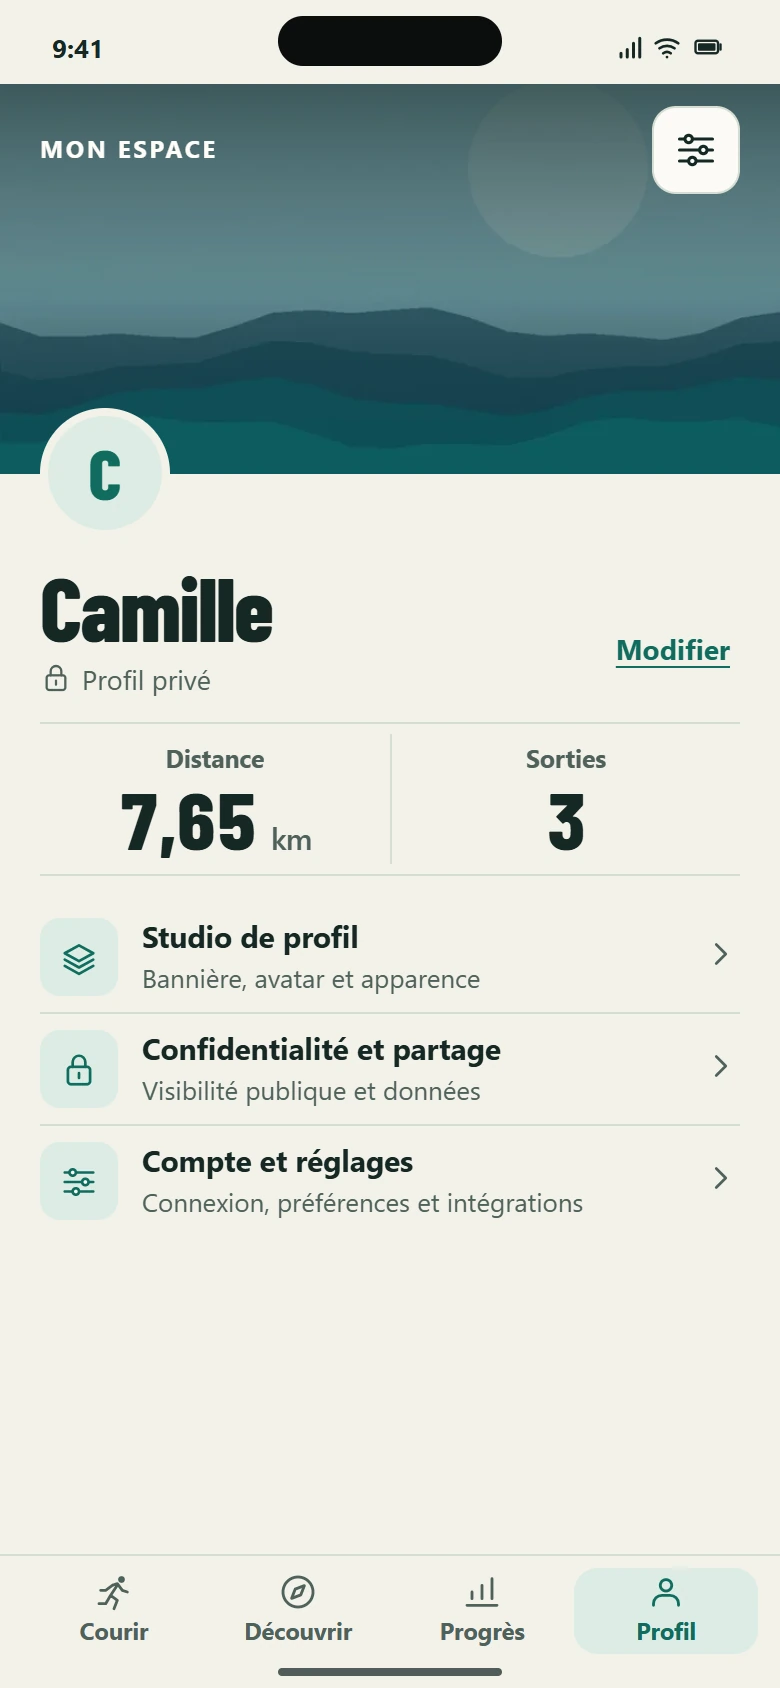 9:41
MON ESPACE
C
Camille
Profil privé
Modifier
Distance
7,65 km
Sorties
3
Studio de profil
Bannière, avatar et apparence
Confidentialité et partage
Visibilité publique et données
Compte et réglages
Connexion, préférences et intégrations
Courir
Découvrir
Progrès
Profil